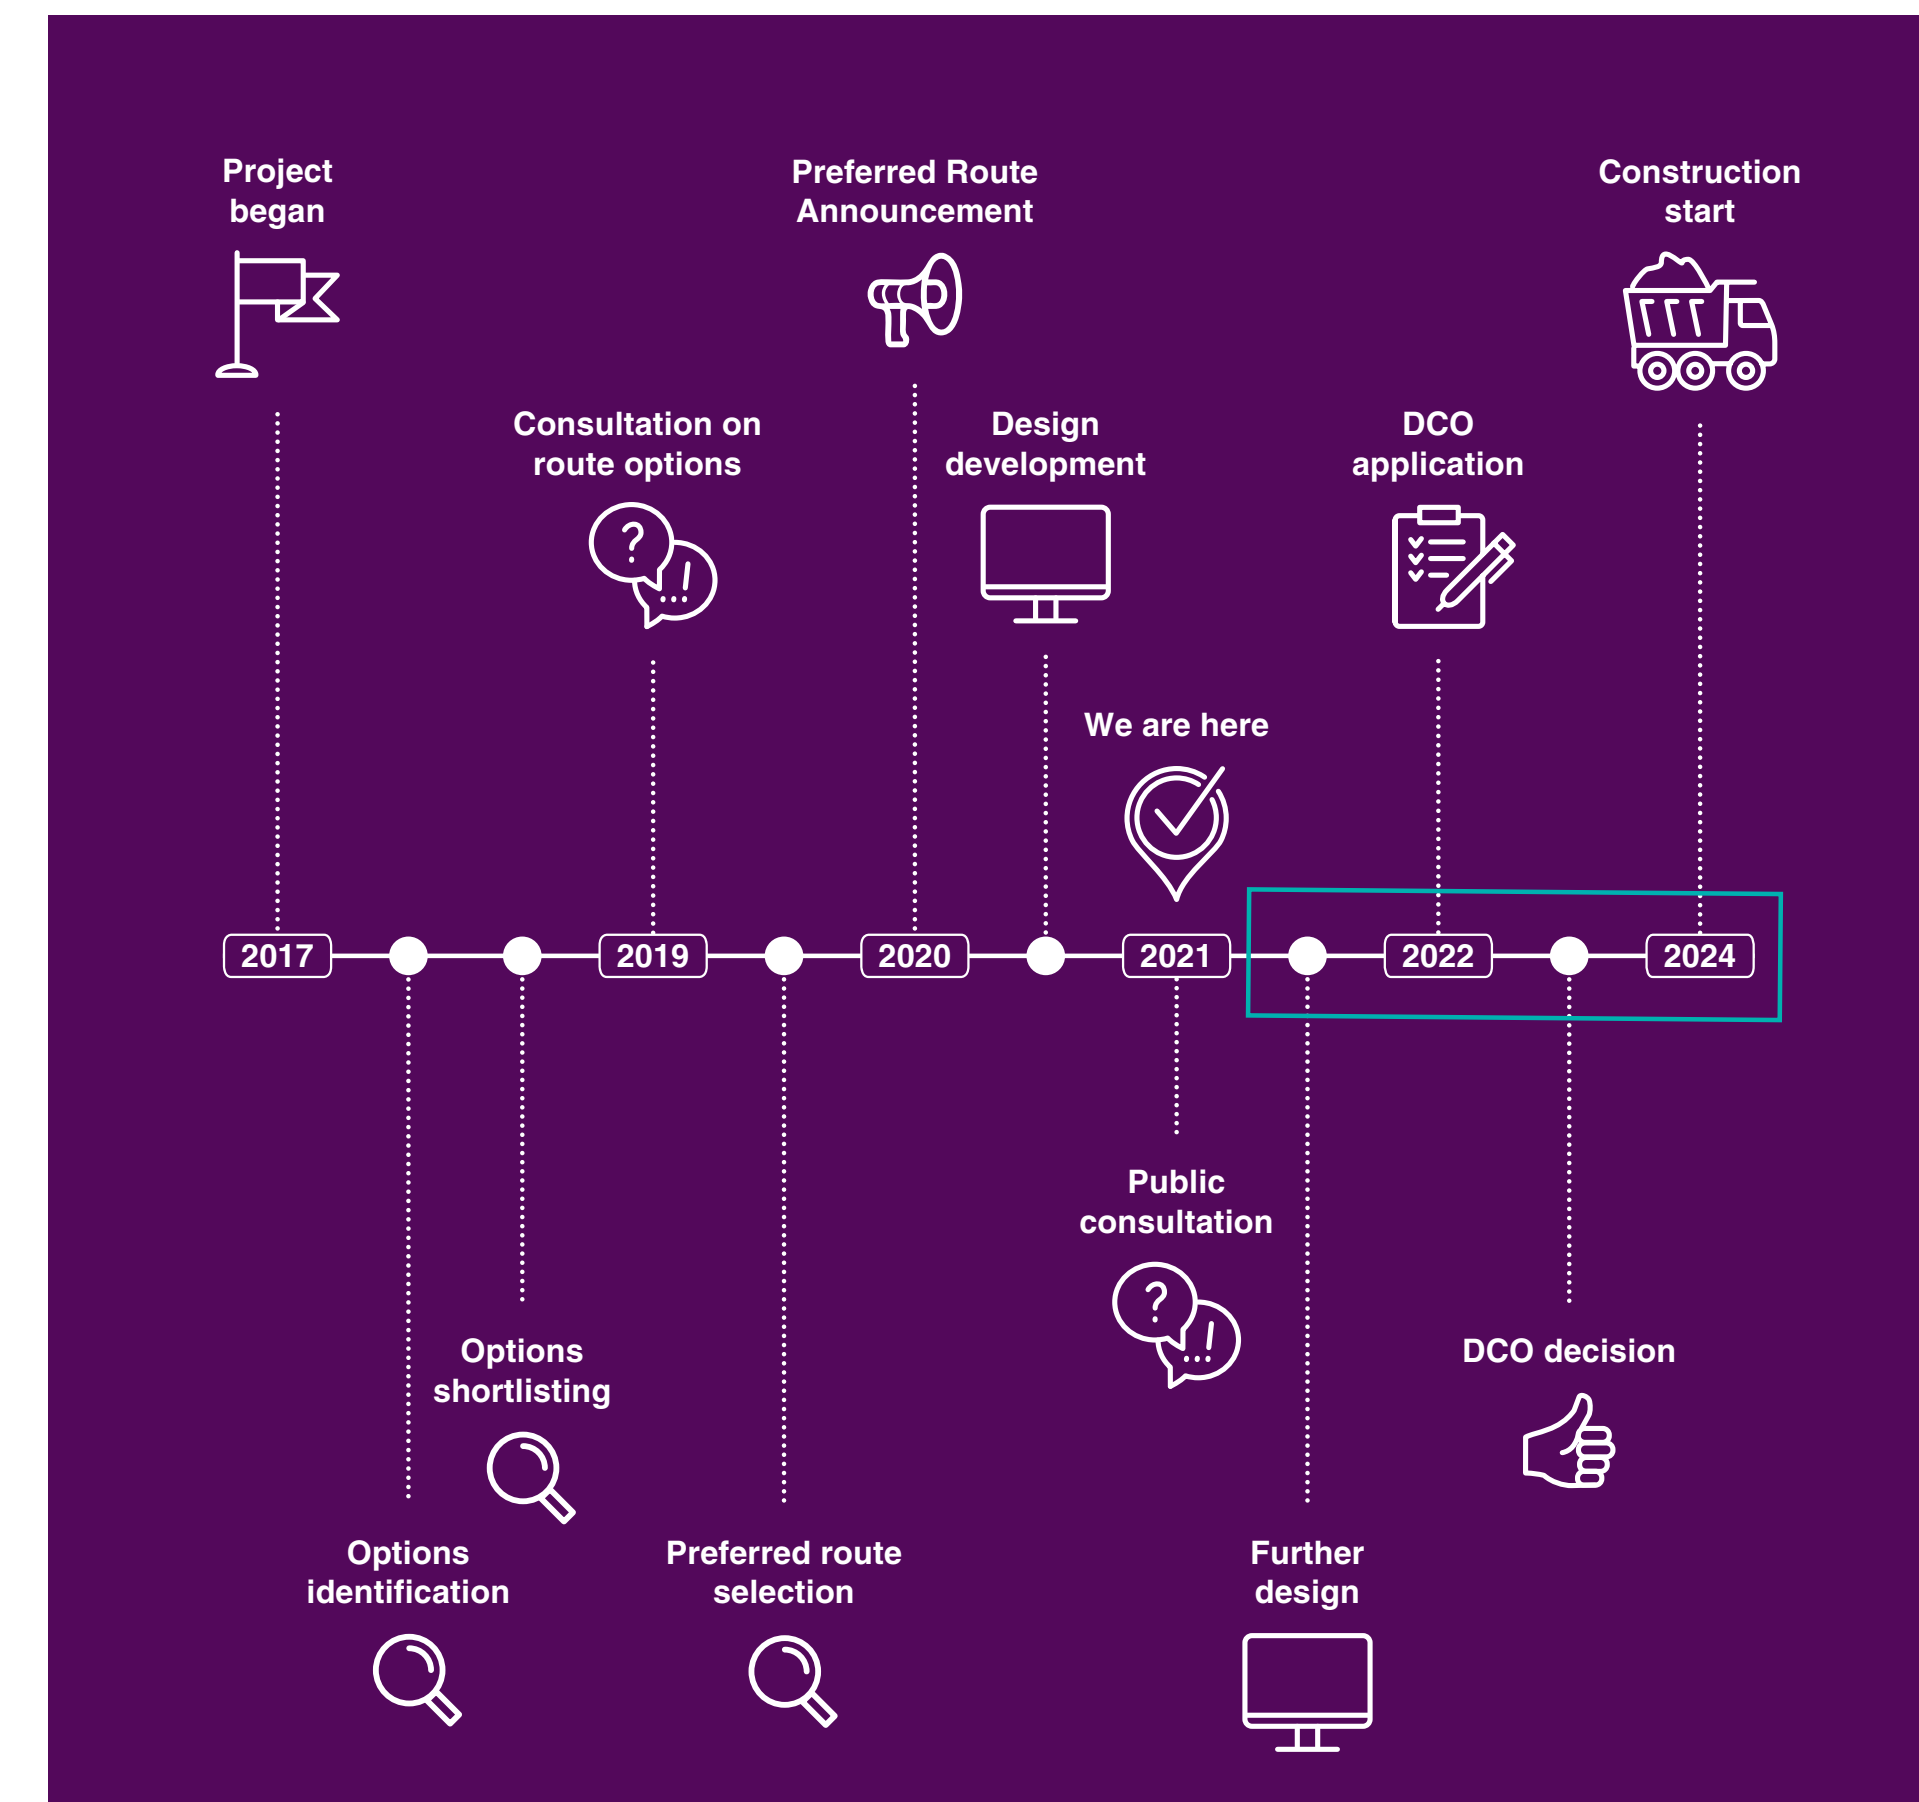 Project
began
Preferred Route
Announcement
Construction
start
Consultation on
route options
Design
development
DCO
application
We are here
2017
2019
2020
2021
2022
2024
Public
consultation
Options
shortlisting
DCO decision
Options
identification
Preferred route
selection
Further
design